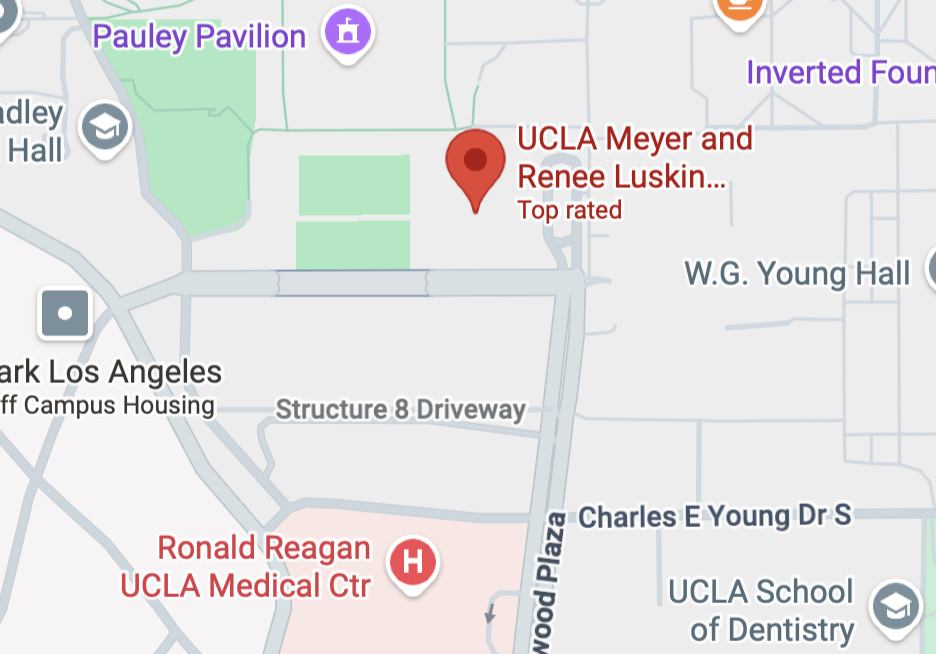 Pauley Pavilion
Inverted Foun
adley
Hall
UCLA Meyer and
Renee Luskin...
Top rated
W.G. Young Hall
ark Los Angeles
ff Campus Housing
Structure 8 Driveway
Charles E Young Dr S
wood Plaza
Ronald Reagan
UCLA Medical Ctr
H
UCLA School
of Dentistry